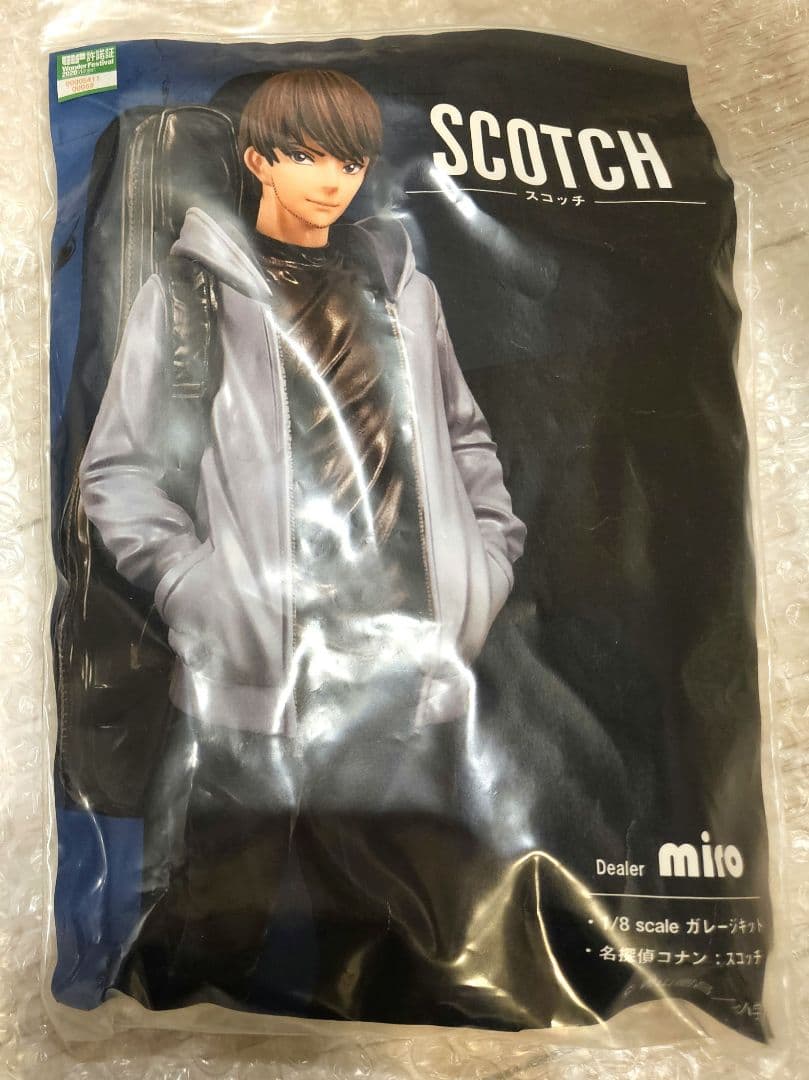 許諾証
Wonder Festival
SCOTCH
スコッチ
Dealer miro
・1/8 scale ガレージキット
・名探偵コナン：スコッチ